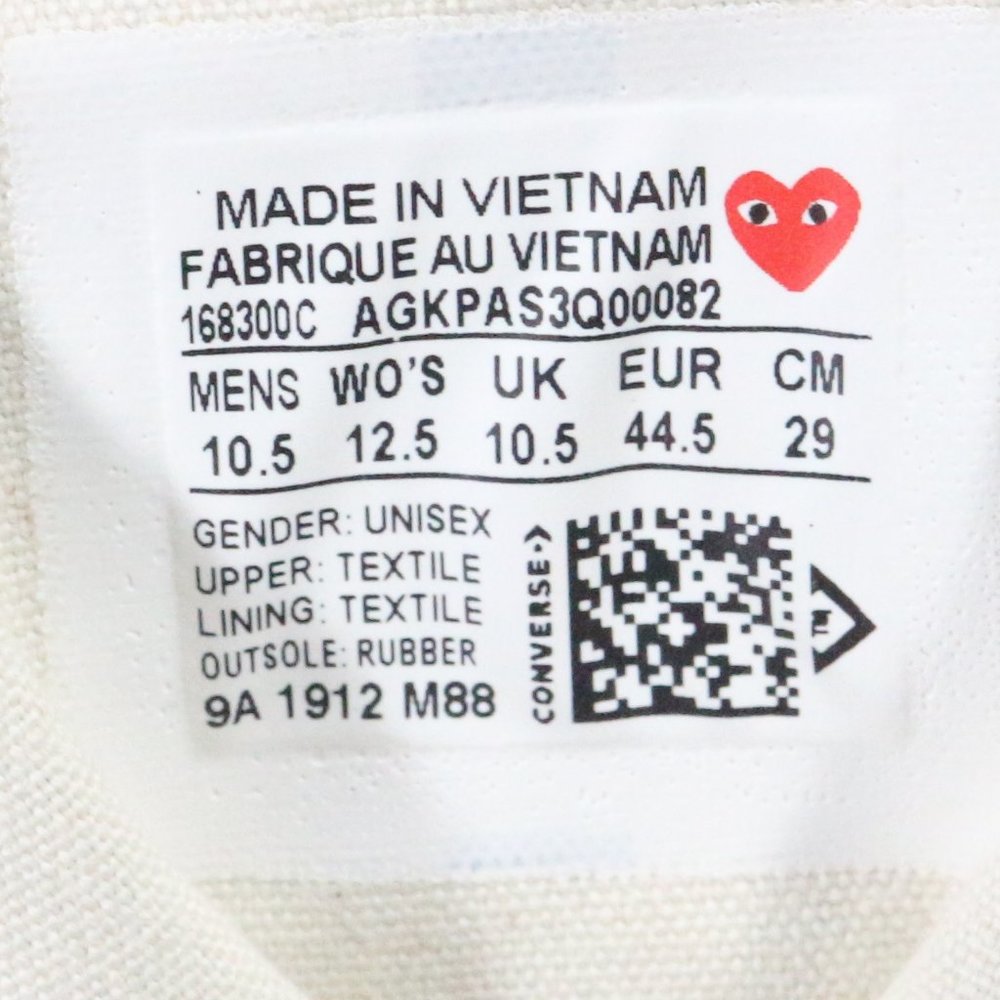 MADE IN VIETNAM
FABRIQUE AU VIETNAM
168300C AGKPAS3Q00082
MENS WO'S UK EUR CM
10.5 12.5 10.5 44.5 29
GENDER: UNISEX
UPPER: TEXTILE
LINING: TEXTILE
OUTSOLE: RUBBER
9A 1912 M88
CONVERSE
TM